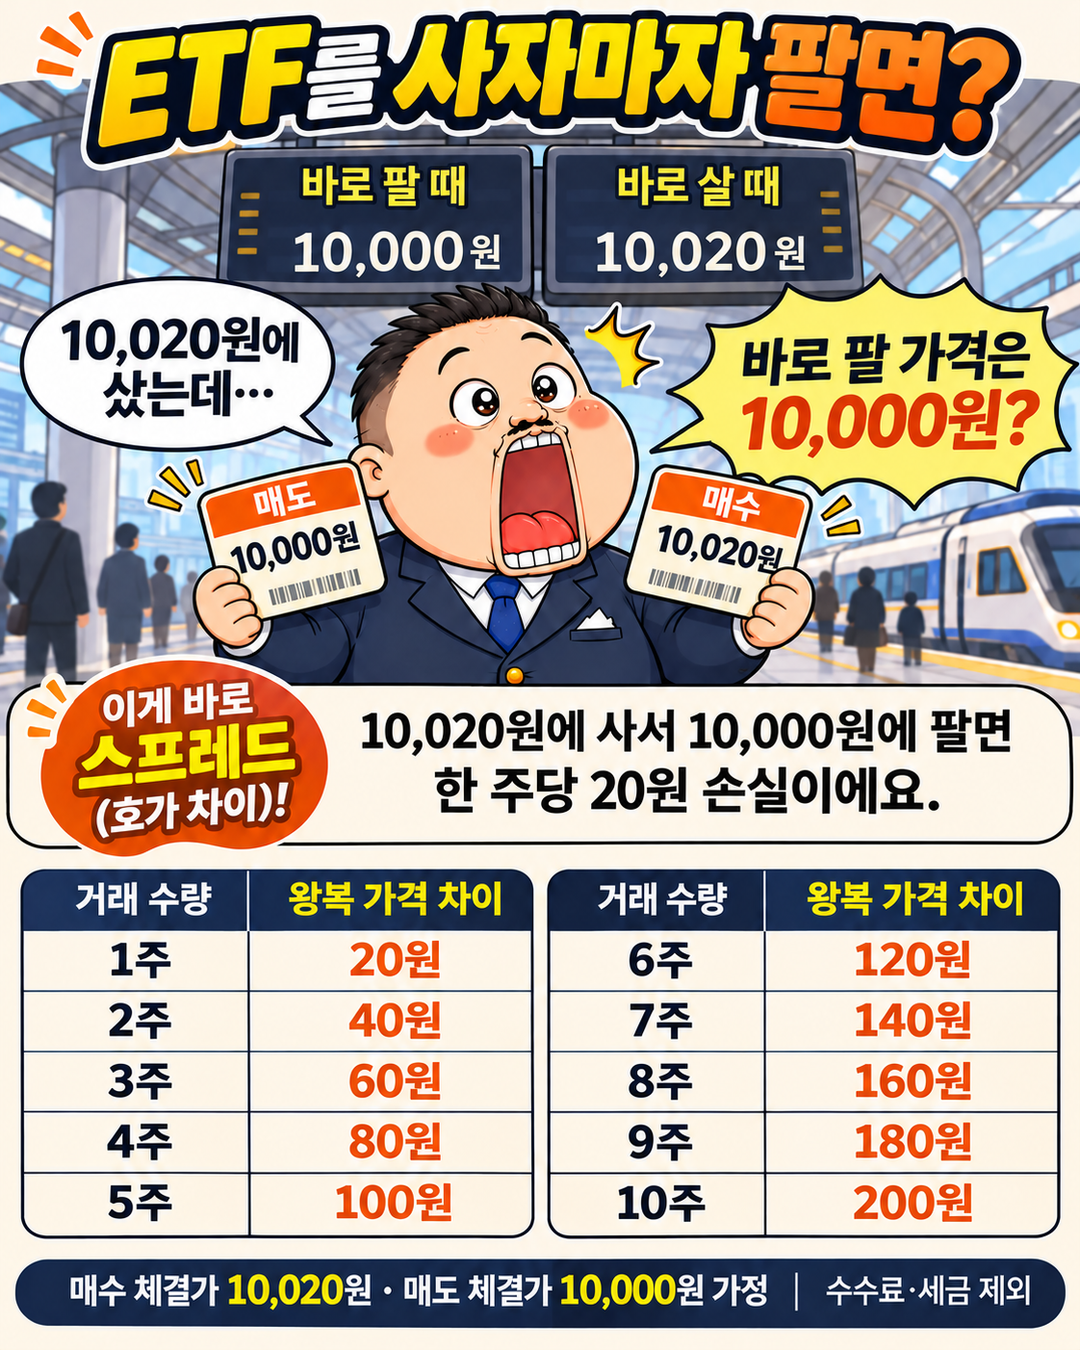 ETF를 사자마자 팔면?
바로 팔 때
10,000원
바로 살 때
10,020원
10,020원에
샀는데…
바로 팔 가격은
10,000원?
매도
10,000원
매수
10,020원
이게 바로
스프레드
(호가 차이)!
10,020원에 사서 10,000원에 팔면
한 주당 20원 손실이에요.
거래 수량 왕복 가격 차이
1주 20원
2주 40원
3주 60원
4주 80원
5주 100원
거래 수량 왕복 가격 차이
6주 120원
7주 140원
8주 160원
9주 180원
10주 200원
매수 체결가 10,020원 · 매도 체결가 10,000원 가정 | 수수료·세금 제외